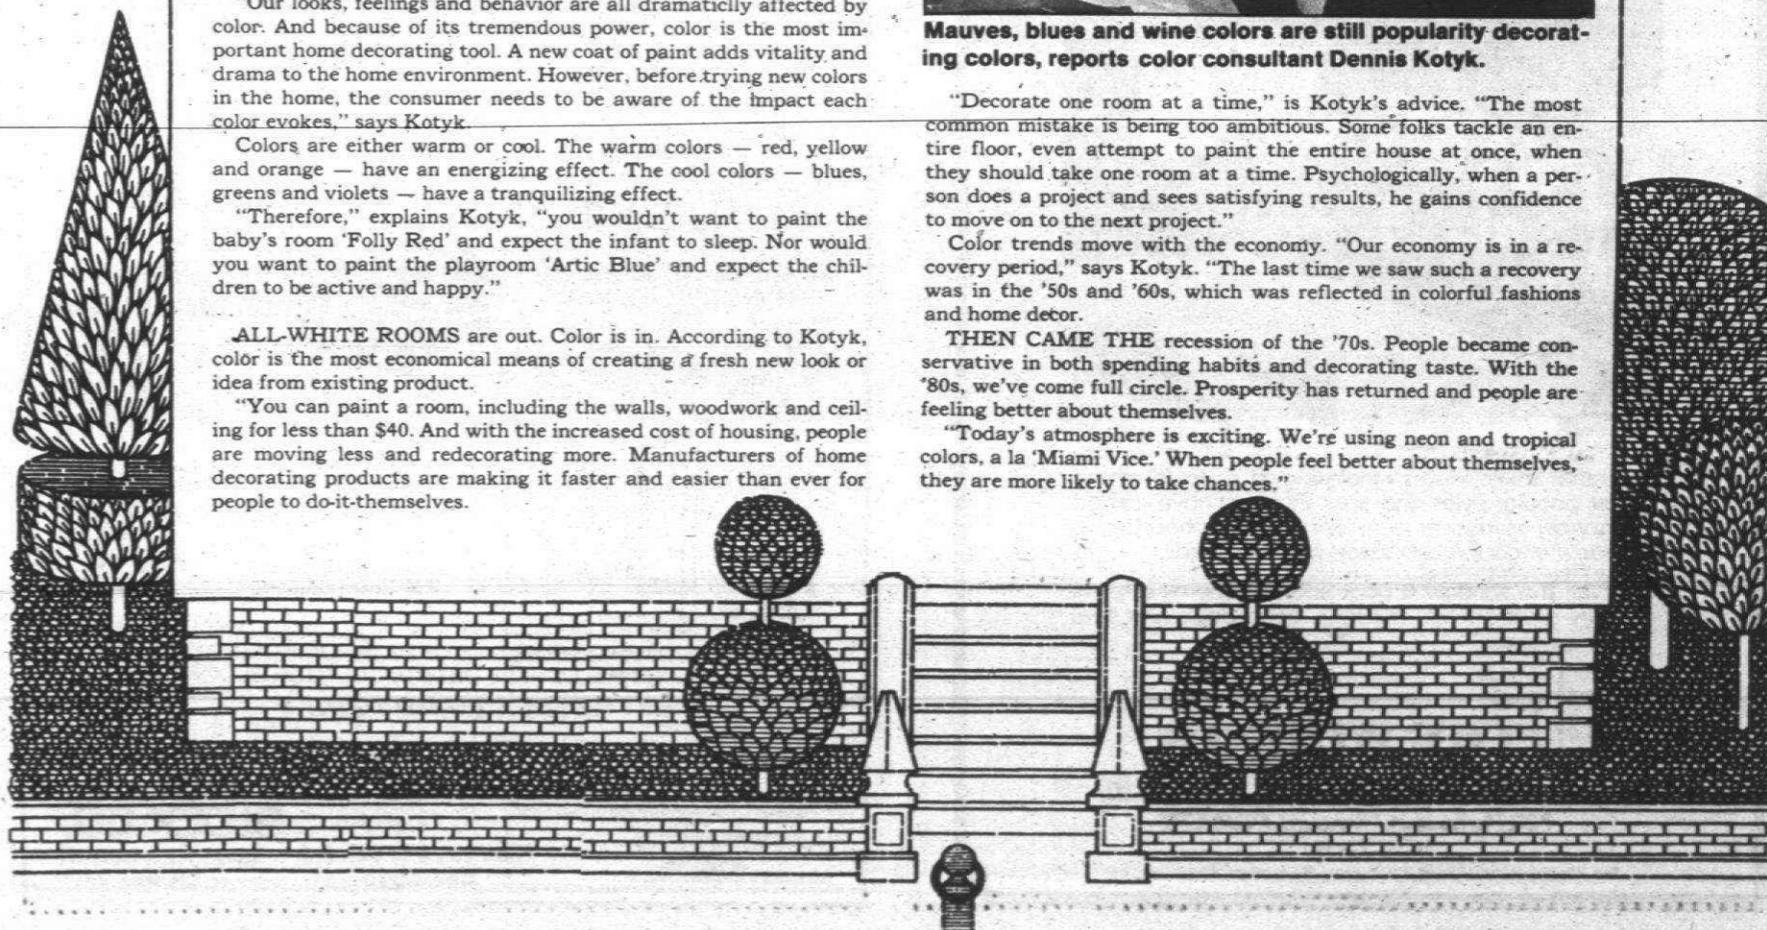 "Our looks, feelings and behavior are all dramaticlly affected by
color. And because of its tremendous power, color is the most im-
portant home decorating tool. A new coat of paint adds vitality and
drama to the home environment. However, before trying new colors
in the home, the consumer needs to be aware of the impact each
color evokes," says Kotyk.
Colors are either warm or cool. The warm colors — red, yellow
and orange — have an energizing effect. The cool colors — blues,
greens and violets — have a tranquilizing effect.
"Therefore," explains Kotyk, "you wouldn't want to paint the
baby's room 'Folly Red' and expect the infant to sleep. Nor would
you want to paint the playroom 'Artic Blue' and expect the chil-
dren to be active and happy."
ALL-WHITE ROOMS are out. Color is in. According to Kotyk,
color is the most economical means of creating a fresh new look or
idea from existing product.
"You can paint a room, including the walls, woodwork and ceil-
ing for less than $40. And with the increased cost of housing, people
are moving less and redecorating more. Manufacturers of home
decorating products are making it faster and easier than ever for
people to do-it-themselves.
Mauves, blues and wine colors are still popularity decorat-
ing colors, reports color consultant Dennis Kotyk.
"Decorate one room at a time," is Kotyk's advice. "The most
common mistake is being too ambitious. Some folks tackle an en-
tire floor, even attempt to paint the entire house at once, when
they should take one room at a time. Psychologically, when a per-
son does a project and sees satisfying results, he gains confidence
to move on to the next project."
Color trends move with the economy. "Our economy is in a re-
covery period," says Kotyk. "The last time we saw such a recovery
was in the '50s and '60s, which was reflected in colorful fashions
and home decor.
THEN CAME THE recession of the '70s. People became con-
servative in both spending habits and decorating taste. With the
'80s, we've come full circle. Prosperity has returned and people are
feeling better about themselves.
"Today's atmosphere is exciting. We're using neon and tropical
colors, a la 'Miami Vice.' When people feel better about themselves,
they are more likely to take chances."